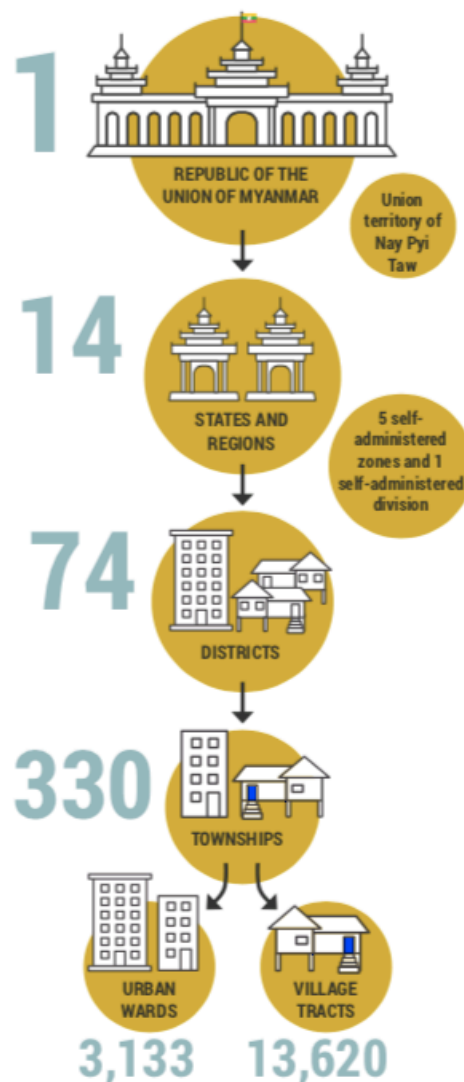 1
REPUBLIC OF THE
UNION OF MYANMAR
Union
territory of
Nay Pyi
Taw
14
STATES AND
REGIONS
5 self-
administered
zones and 1
self-administered
division
74
DISTRICTS
330
TOWNSHIPS
URBAN
WARDS
3,133
VILLAGE
TRACTS
13,620